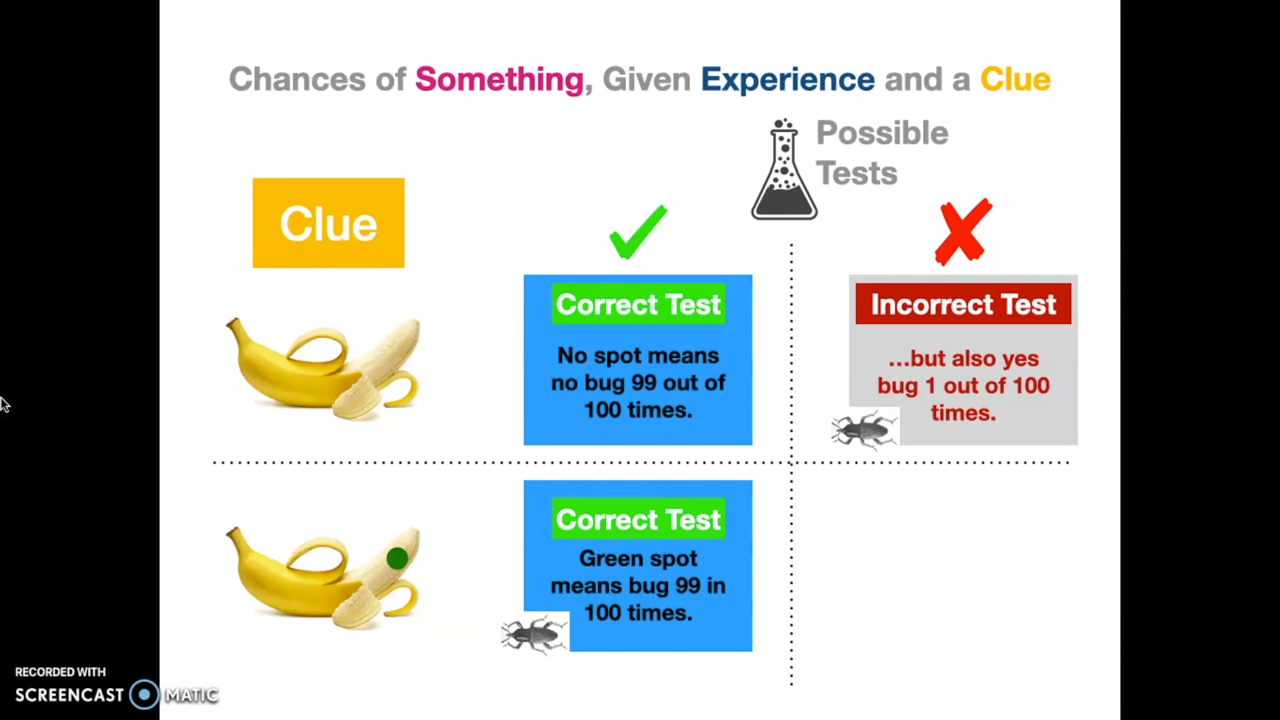 Chances of Something, Given Experience and a Clue
Possible
Tests
Clue
Correct Test
No spot means
no bug 99 out of
100 times.
Incorrect Test
...but also yes
bug 1 out of 100
times.
Correct Test
Green spot
means bug 99 in
100 times.
RECORDED WITH
SCREENCAST MATIC